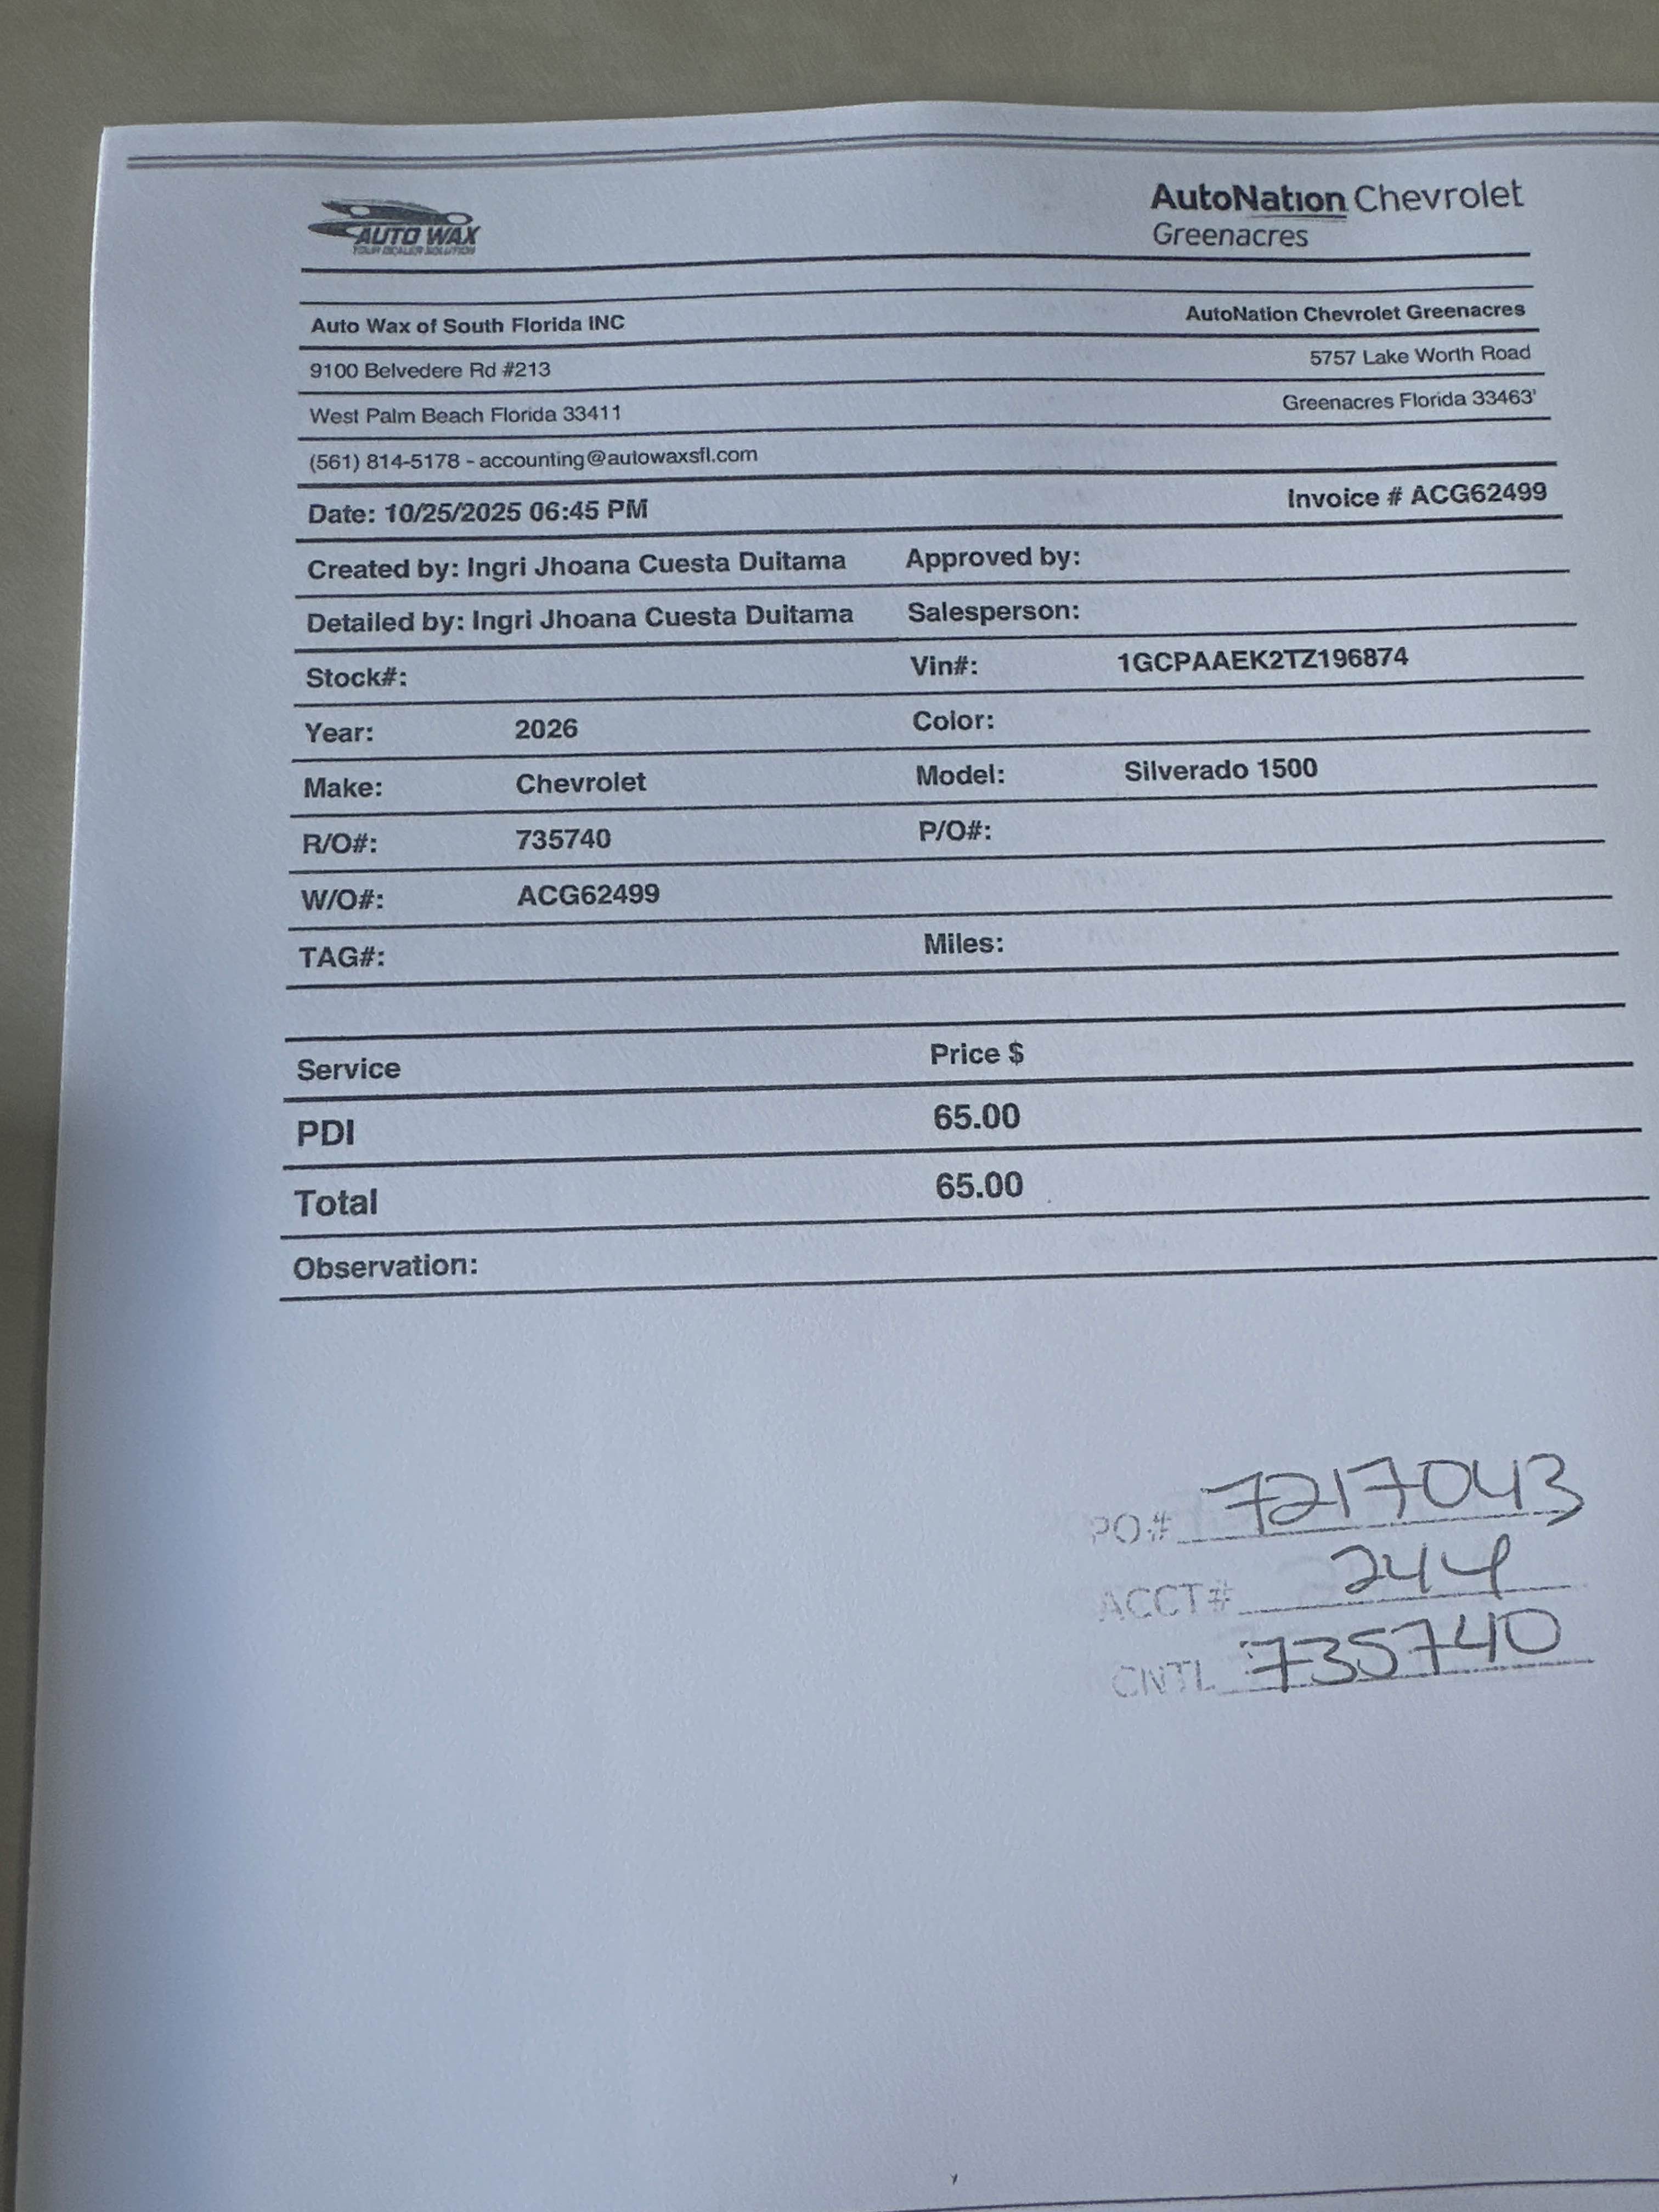 AUTO WAX
YOUR DEALER SOLUTION
AutoNation Chevrolet
Greenacres
Auto Wax of South Florida INC
AutoNation Chevrolet Greenacres
9100 Belvedere Rd #213
5757 Lake Worth Road
West Palm Beach Florida 33411
Greenacres Florida 33463'
(561) 814-5178 - accounting@autowaxsfl.com
Date: 10/25/2025 06:45 PM
Invoice # ACG62499
Created by: Ingri Jhoana Cuesta Duitama Approved by:
Detailed by: Ingri Jhoana Cuesta Duitama Salesperson:
Stock#: Vin#: 1GCPAAEK2TZ196874
Year: 2026 Color:
Make: Chevrolet Model: Silverado 1500
R/O#: 735740 P/O#:
W/O#: ACG62499
TAG#: Miles:
Service Price $
PDI 65.00
Total 65.00
Observation:
PO# 7217043
ACCT# 244
CNTL 735740